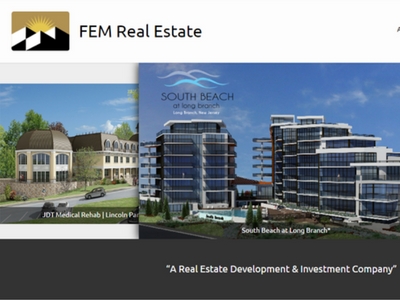 FEM Real Estate
A
SOUTH BEACH
at long branch
Long Branch, New Jersey
JDT Medical Rehab | Lincoln Par
South Beach at Long Branch*
"A Real Estate Development & Investment Company"